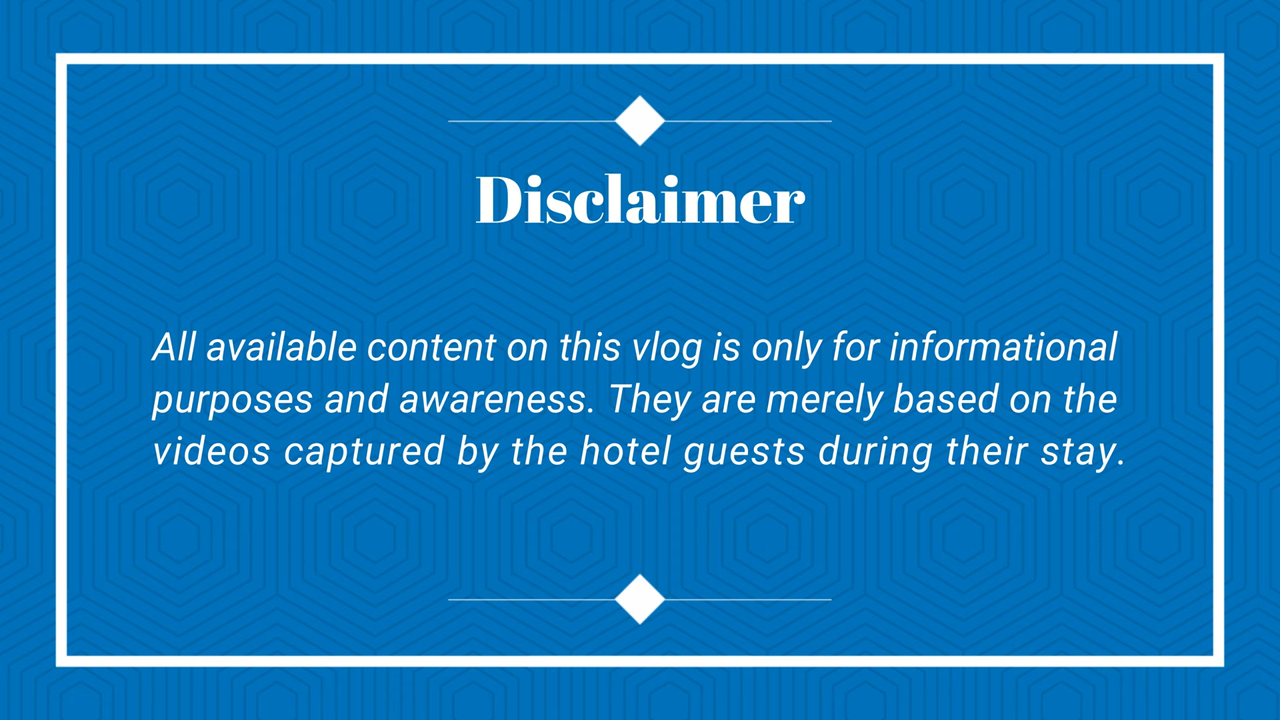 Disclaimer
All available content on this vlog is only for informational
purposes and awareness. They are merely based on the
videos captured by the hotel guests during their stay.